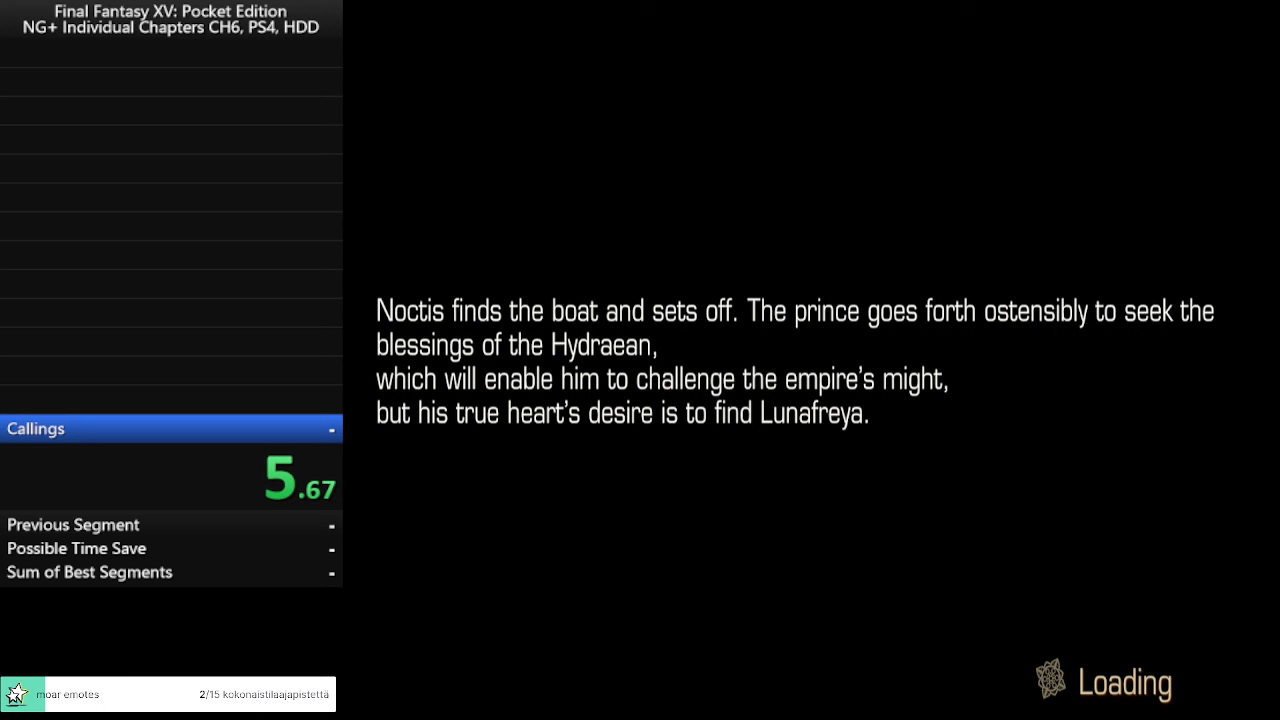 Final Fantasy XV: Pocket Edition
NG+ Individual Chapters CH6, PS4, HDD
Noctis finds the boat and sets off. The prince goes forth ostensibly to seek the
blessings of the Hydraean,
which will enable him to challenge the empire's might,
but his true heart's desire is to find Lunafreya.
Callings -
5.67
Previous Segment -
Possible Time Save -
Sum of Best Segments -
moar emotes 2/15 kokonaistilaajapistettä
Loading